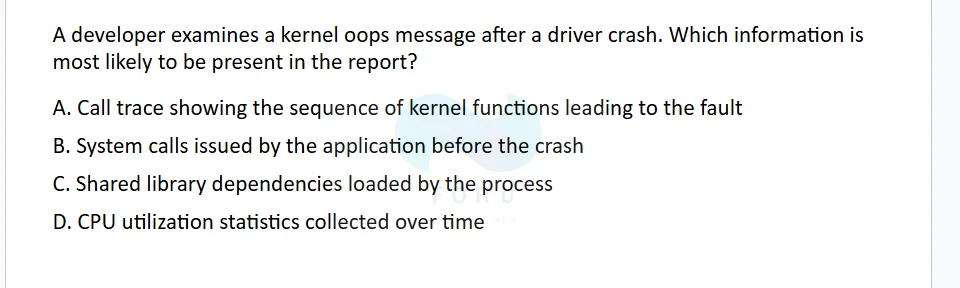 A developer examines a kernel oops message after a driver crash. Which information is
most likely to be present in the report?
A. Call trace showing the sequence of kernel functions leading to the fault
B. System calls issued by the application before the crash
C. Shared library dependencies loaded by the process
D. CPU utilization statistics collected over time